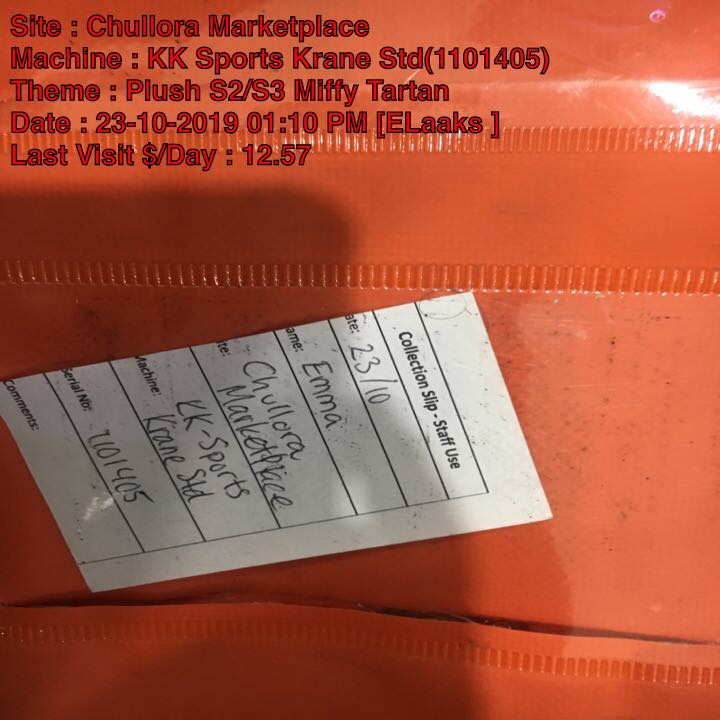 Site : Chullora Marketplace
Machine : KK Sports Krane Std(1101405)
Theme : Plush S2/S3 Miffy Tartan
Date : 23-10-2019 01:10 PM [ELaaks ]
Last Visit $/Day : 12.57
Collection Slip - Staff Use
ate: 23/10
ame: Emma
te: Chullora
Marketplace
Machine: KK-Sports
Krane Std
Serial No: 1101405
Comments: